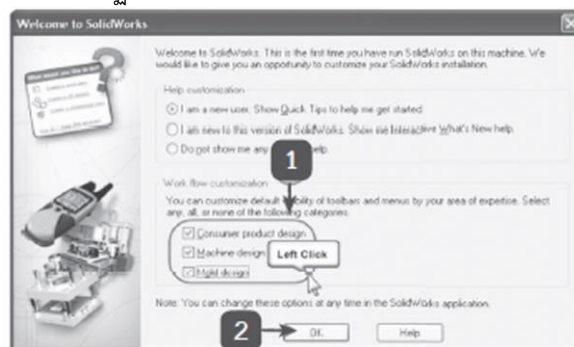 Welcome to SolidWorks
Welcome to SolidWorks. This is the first time you have run SolidWorks on this machine. We
would like to give you an opportunity to customize your SolidWorks installation.
Help customization
I am a new user. Show Quick Tips to help me get started.
I am new to this version of SolidWorks. Show me Interactive What's New help.
Do not show me any help.
1
Work flow customization
You can customize default visibility of toolbars and menus by your area of expertise. Select
any, all, or none of the following categories.
Consumer product design
Machine design
Left Click
Mold design
Note: You can change these options at any time in the SolidWorks application.
2
OK
Help